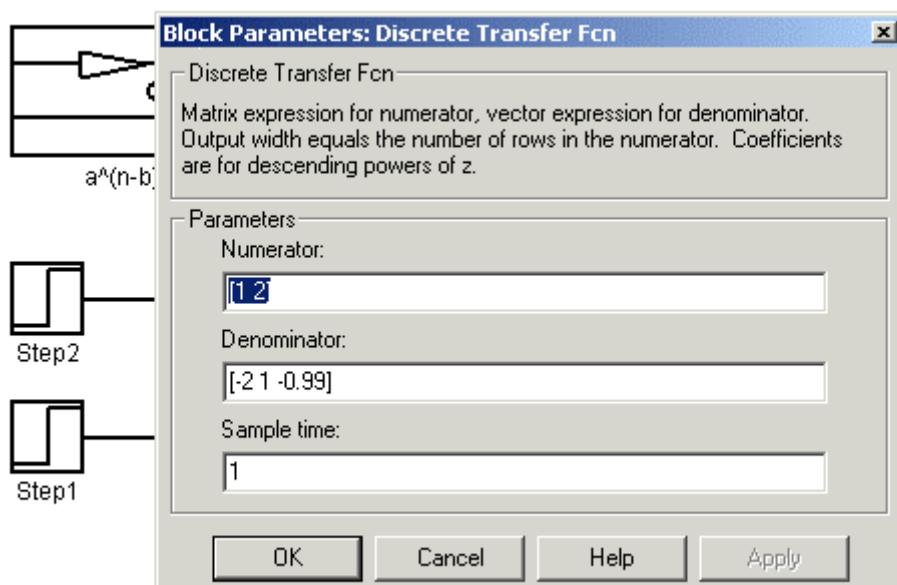 Block Parameters: Discrete Transfer Fcn
Discrete Transfer Fcn
Matrix expression for numerator, vector expression for denominator.
Output width equals the number of rows in the numerator. Coefficients
are for descending powers of z.
a^(n-b)
Parameters
Numerator:
[1 2]
Denominator:
[-2 1 -0.99]
Sample time:
1
Step2
Step1
OK
Cancel
Help
Apply